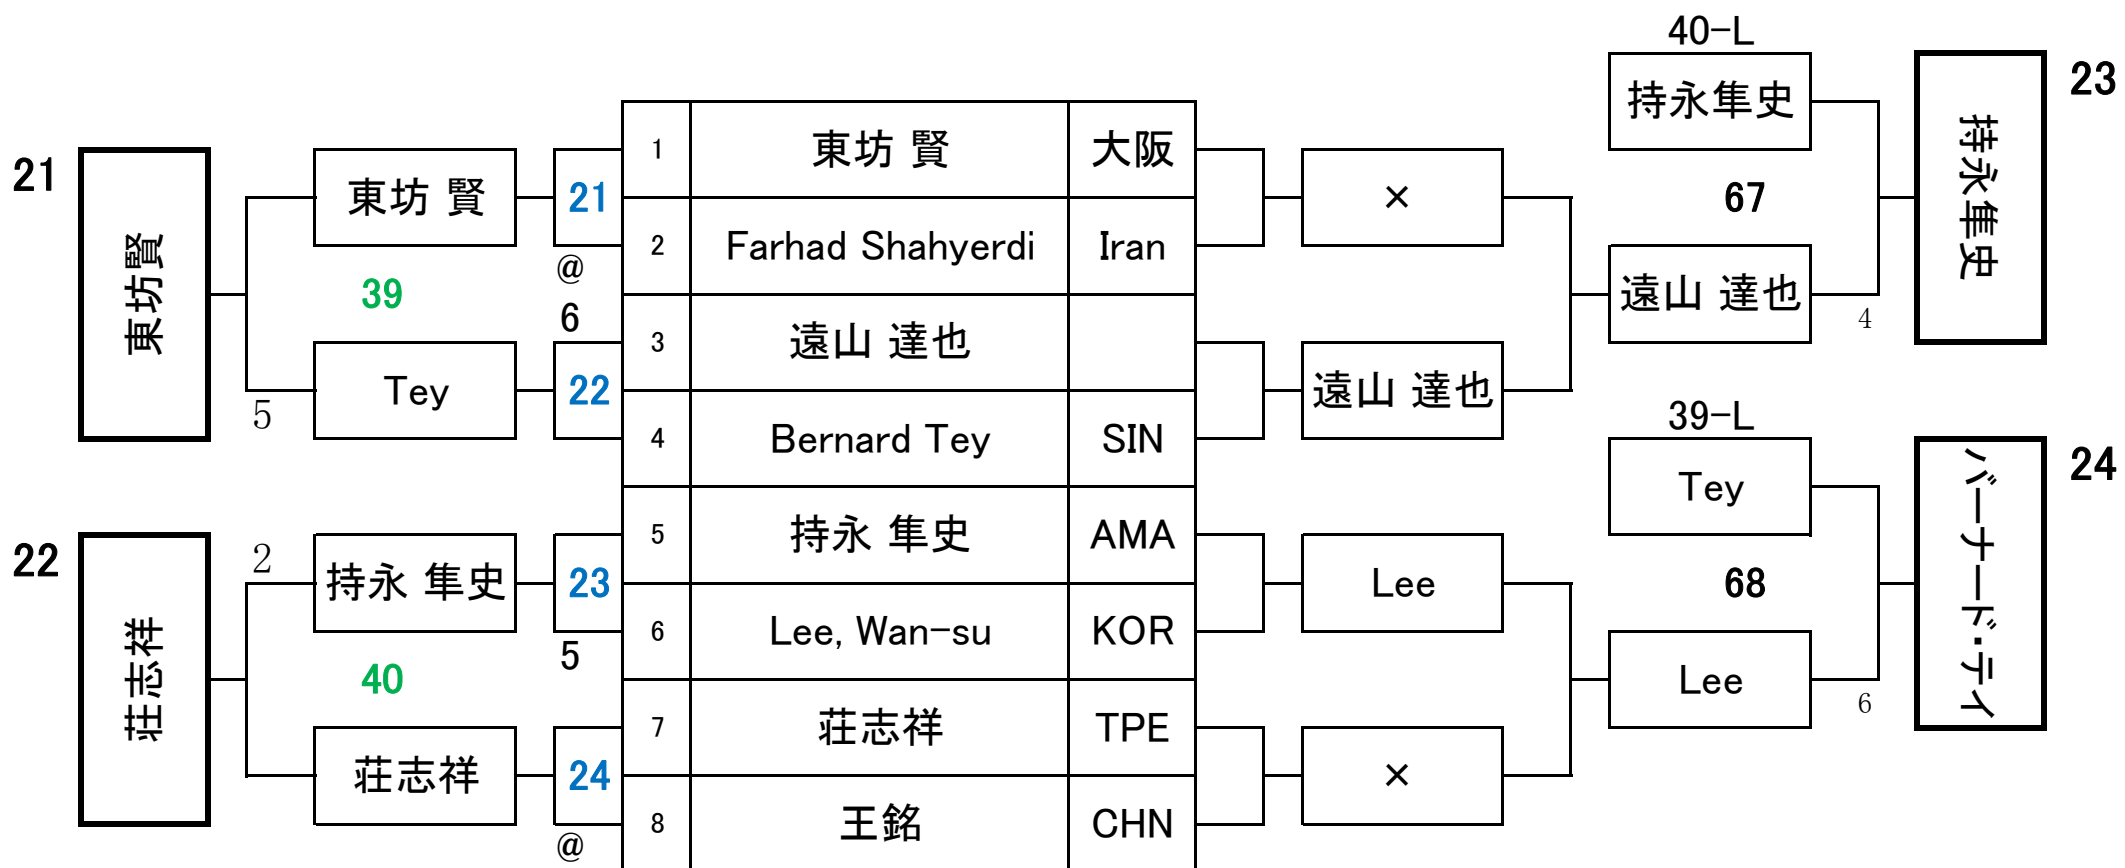 40-L
持永隼史
23
持永隼史
1
東坊 賢
大阪
21
東坊 賢
21
×
67
東坊賢
2
Farhad Shahyerdi
Iran
@
39
6
遠山 達也
4
3
遠山 達也
Tey
22
遠山 達也
5
39-L
4
Bernard Tey
SIN
24
Tey
バーナード・ティ
5
持永 隼史
AMA
22
2
持永 隼史
23
Lee
68
荘志祥
6
Lee, Wan-su
KOR
5
40
Lee
6
7
荘志祥
TPE
荘志祥
24
×
8
王銘
CHN
@